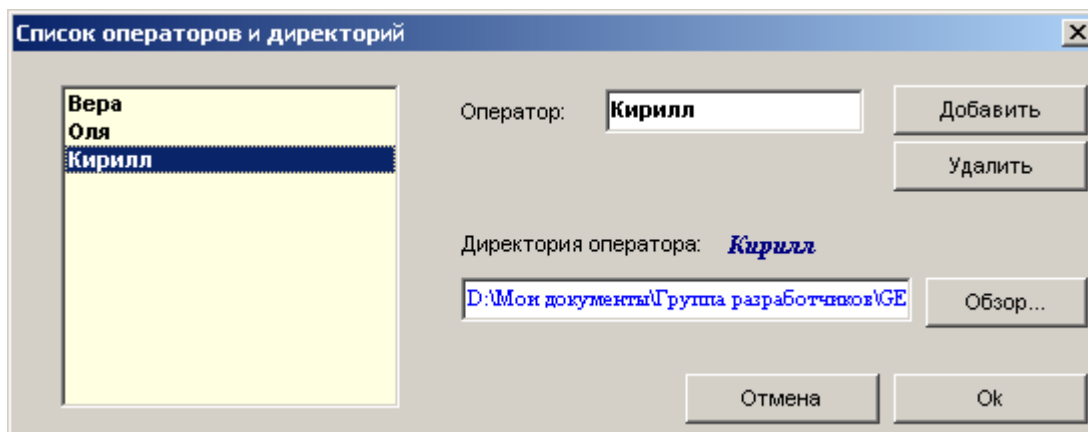 Список операторов и директорий
Вера
Оля
Кирилл
Оператор: Кирилл
Добавить
Удалить
Директория оператора: Кирилл
D:\Мои документы\Группа разработчиков\GE
Обзор...
Отмена
Ok